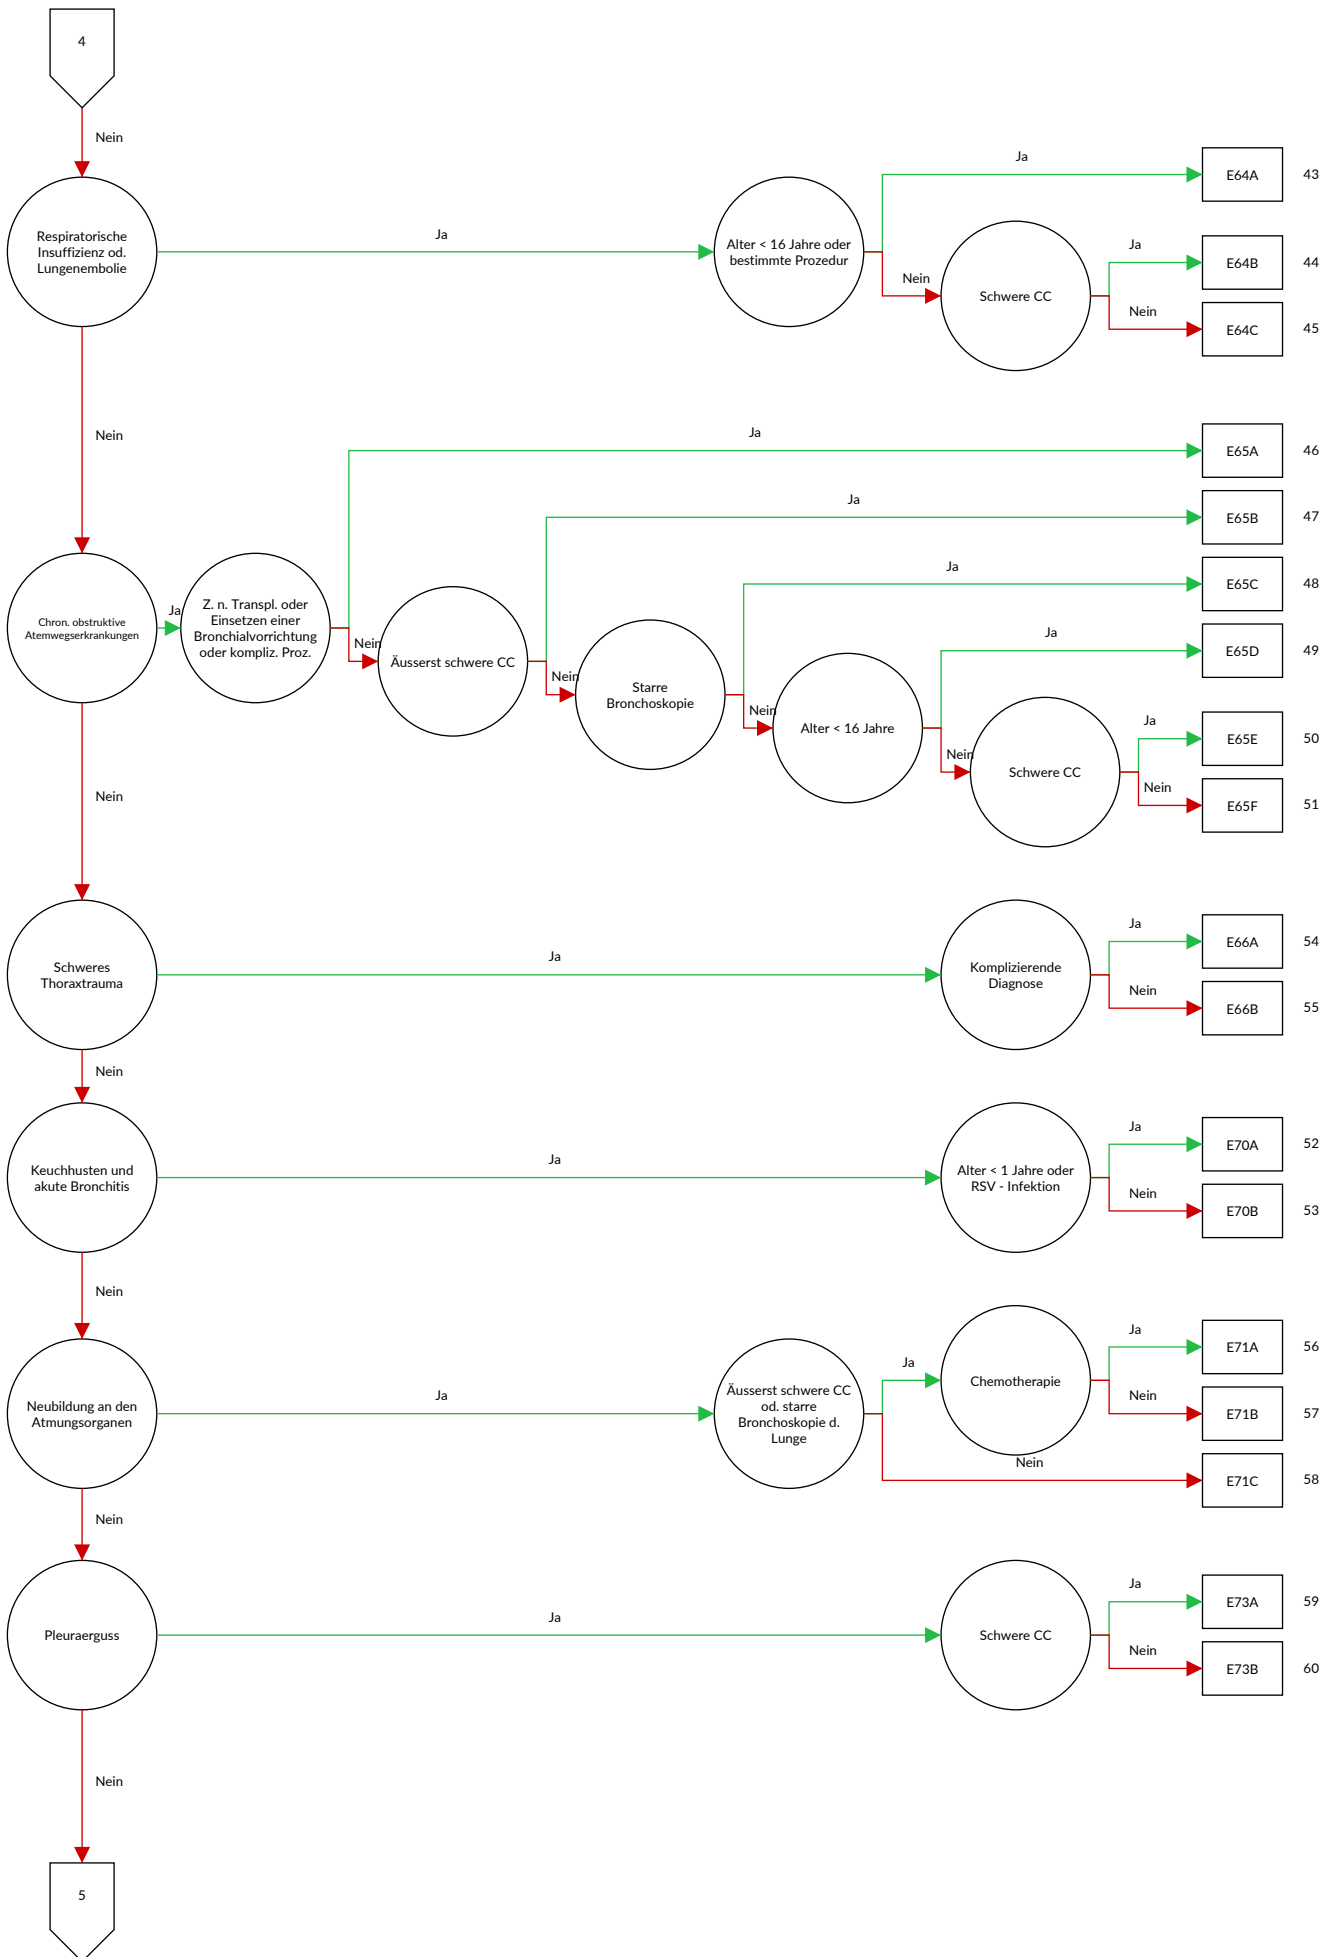 4
Nein
Ja
E64A
43
Respiratorische
Insuffizienz od.
Lungenembolie
Ja
Alter < 16 Jahre oder
bestimmte Prozedur
Nein
Schwere CC
Ja
E64B
44
Nein
E64C
45
Nein
Ja
E65A
46
Ja
E65B
47
Ja
E65C
48
Chron. obstruktive
Atemwegserkrankungen
Ja
Z. n. Transpl. oder
Einsetzen einer
Bronchialvorrichtung
oder kompliz. Proz.
Nein
Äusserst schwere CC
Nein
Starre
Bronchoskopie
Nein
Alter < 16 Jahre
Ja
E65D
49
Nein
Schwere CC
Ja
E65E
50
Nein
E65F
51
Nein
Schweres
Thoraxtrauma
Ja
Komplizierende
Diagnose
Ja
E66A
54
Nein
E66B
55
Nein
Keuchhusten und
akute Bronchitis
Ja
Alter < 1 Jahre oder
RSV - Infektion
Ja
E70A
52
Nein
E70B
53
Nein
Neubildung an den
Atmungsorganen
Ja
Äusserst schwere CC
od. starre
Bronchoskopie d.
Lunge
Ja
Chemotherapie
Ja
E71A
56
Nein
E71B
57
Nein
E71C
58
Nein
Pleuraerguss
Ja
Schwere CC
Ja
E73A
59
Nein
E73B
60
Nein
5